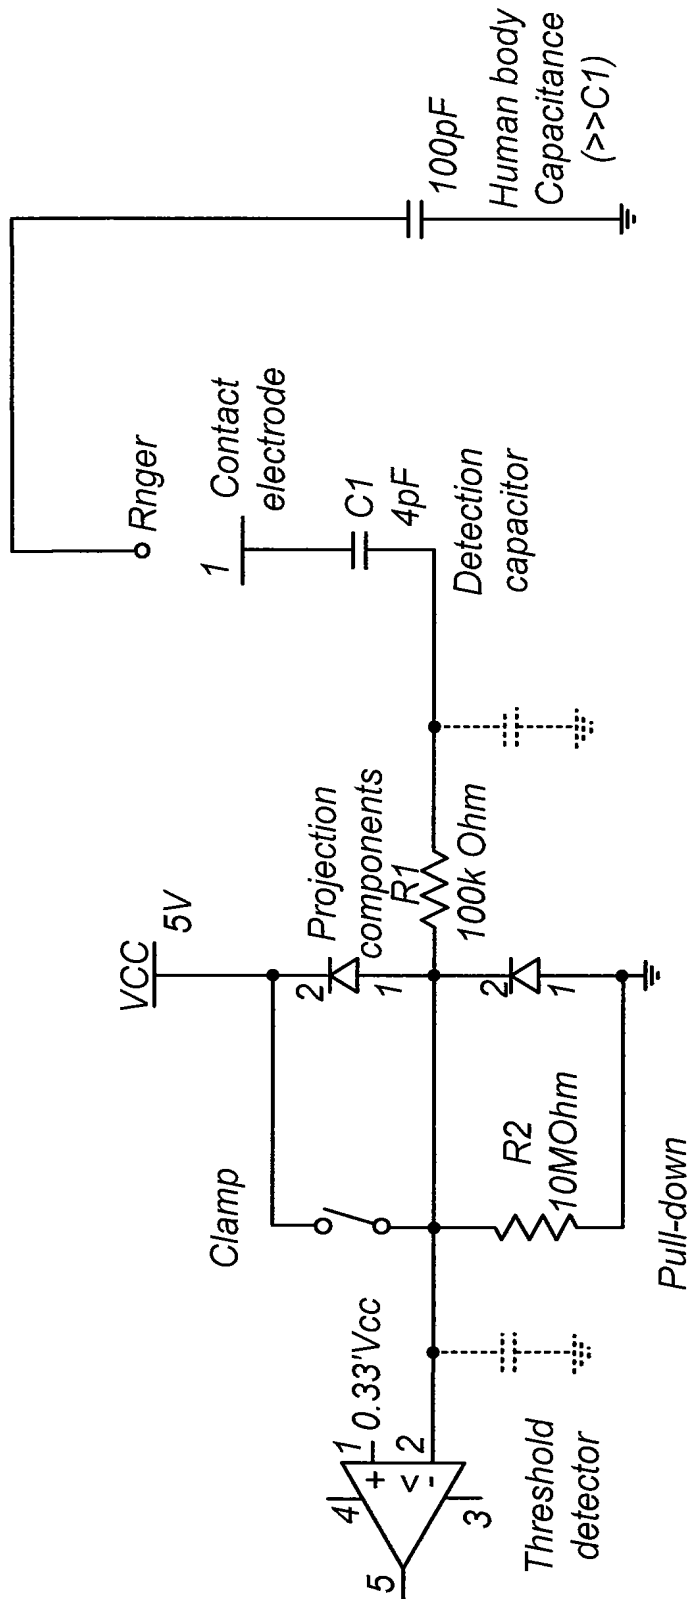 100pF
Human body
Capacitance
(>>C1)
Rnger
1
Contact
electrode
C1
4pF
Detection
capacitor
VCC
5V
Projection
components
2
1
R1
100k Ohm
2
1
Clamp
R2
10MOhm
Pull-down
0.33'Vcc
1
+
2
<
-
4
3
5
Threshold
detector